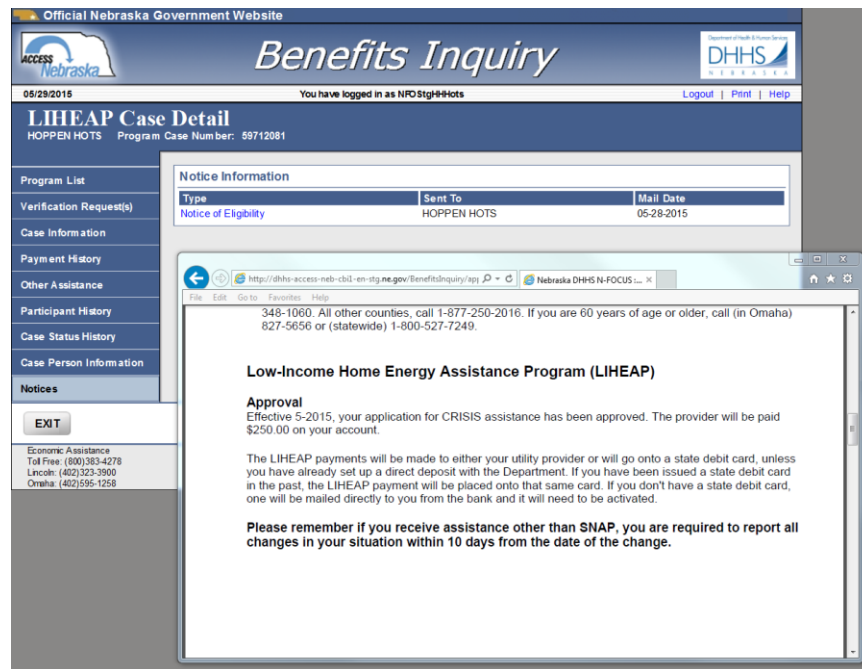 Official Nebraska Government Website
ACCESS
Nebraska
Benefits Inquiry
Department of Health & Human Services
DHHS
NEBRASKA
05/29/2015 You have logged in as NFOStgHHHots Logout | Print | Help
LIHEAP Case Detail
HOPPEN HOTS Program Case Number: 59712081
Program List
Verification Request(s)
Case Information
Payment History
Other Assistance
Participant History
Case Status History
Case Person Information
Notices
EXIT
Economic Assistance
Toll Free: (800)383-4278
Lincoln: (402)323-3900
Omaha: (402)595-1258
Notice Information
Type Sent To Mail Date
Notice of Eligibility HOPPEN HOTS 05-28-2015
http://dhhs-access-neb-cbi1-en-stg.ne.gov/BenefitsInquiry/ap Nebraska DHHS N-FOCUS :...
File Edit Go to Favorites Help
348-1060. All other counties, call 1-877-250-2016. If you are 60 years of age or older, call (in Omaha)
827-5656 or (statewide) 1-800-527-7249.
Low-Income Home Energy Assistance Program (LIHEAP)
Approval
Effective 5-2015, your application for CRISIS assistance has been approved. The provider will be paid
$250.00 on your account.
The LIHEAP payments will be made to either your utility provider or will go onto a state debit card, unless
you have already set up a direct deposit with the Department. If you have been issued a state debit card
in the past, the LIHEAP payment will be placed onto that same card. If you don't have a state debit card,
one will be mailed directly to you from the bank and it will need to be activated.
Please remember if you receive assistance other than SNAP, you are required to report all
changes in your situation within 10 days from the date of the change.